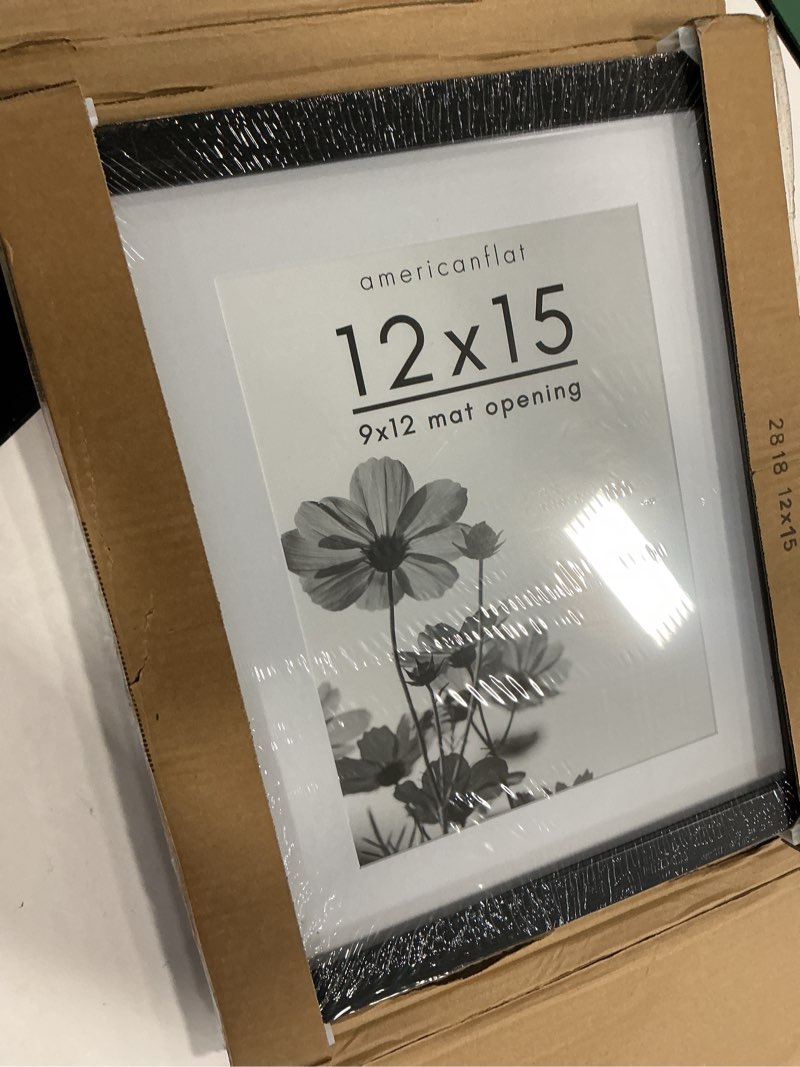 americanflat
12x15
9x12 mat opening
2818 12x15